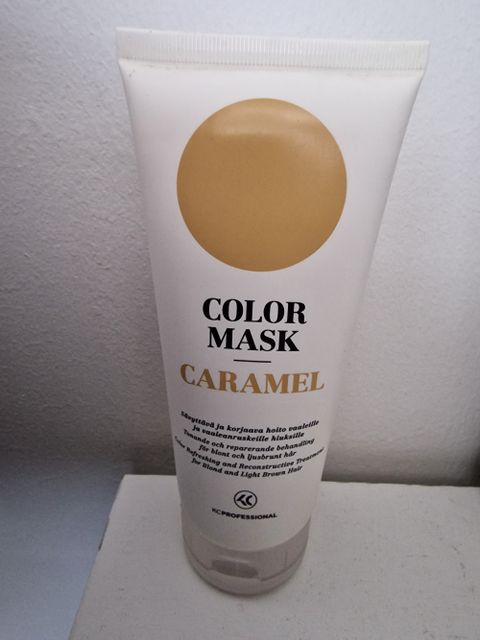 COLOR
MASK
CARAMEL
Sävyttävä ja korjaava hoito vaaleille
ja vaaleanruskeille hiuksille
Tonande och reparerande behandling
för blont och ljusbrunt hår
Color Refreshing and Reconstructive Treatment
for Blond and Light Brown Hair
KC PROFESSIONAL